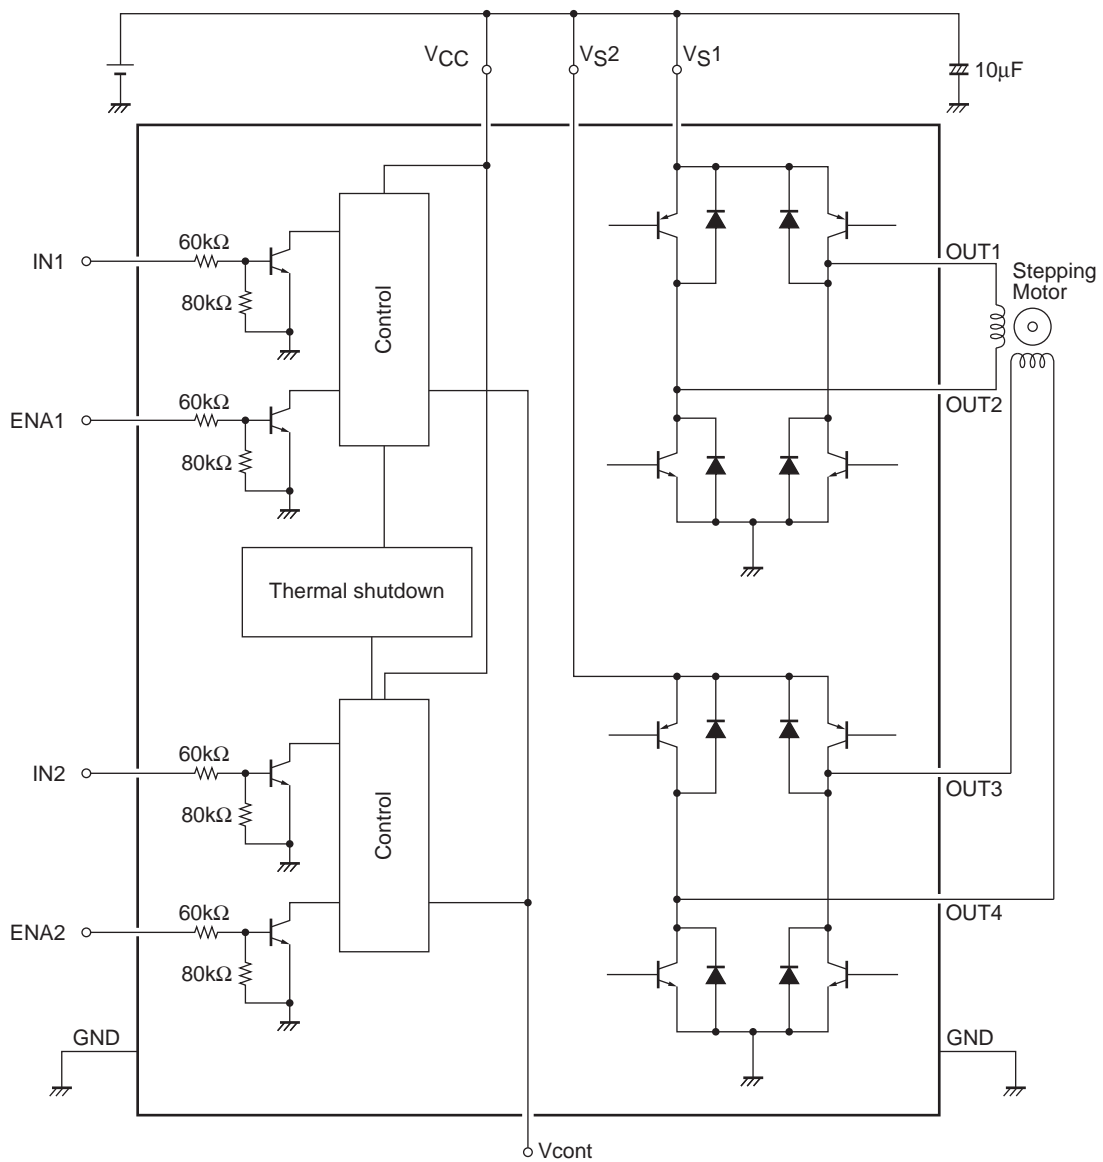 VCC
VS2
VS1
10μF
60kΩ
IN1
80kΩ
Control
OUT1
Stepping
Motor
60kΩ
ENA1
80kΩ
OUT2
Thermal shutdown
60kΩ
IN2
80kΩ
Control
OUT3
60kΩ
ENA2
80kΩ
OUT4
GND
GND
Vcont